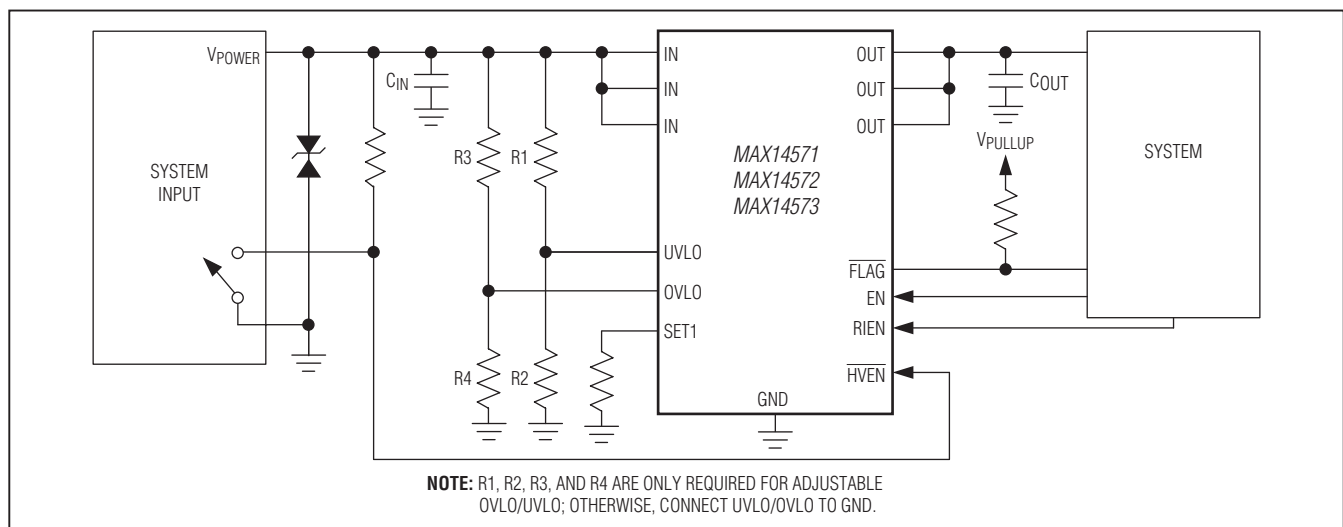 VPOWER
SYSTEM
INPUT
CIN
R3
R1
R4
R2
IN
IN
IN
UVLO
OVLO
SET1
MAX14571
MAX14572
MAX14573
GND
OUT
OUT
OUT
FLAG
EN
RIEN
HVEN
COUT
VPULLUP
SYSTEM
NOTE: R1, R2, R3, AND R4 ARE ONLY REQUIRED FOR ADJUSTABLE
OVLO/UVLO; OTHERWISE, CONNECT UVLO/OVLO TO GND.